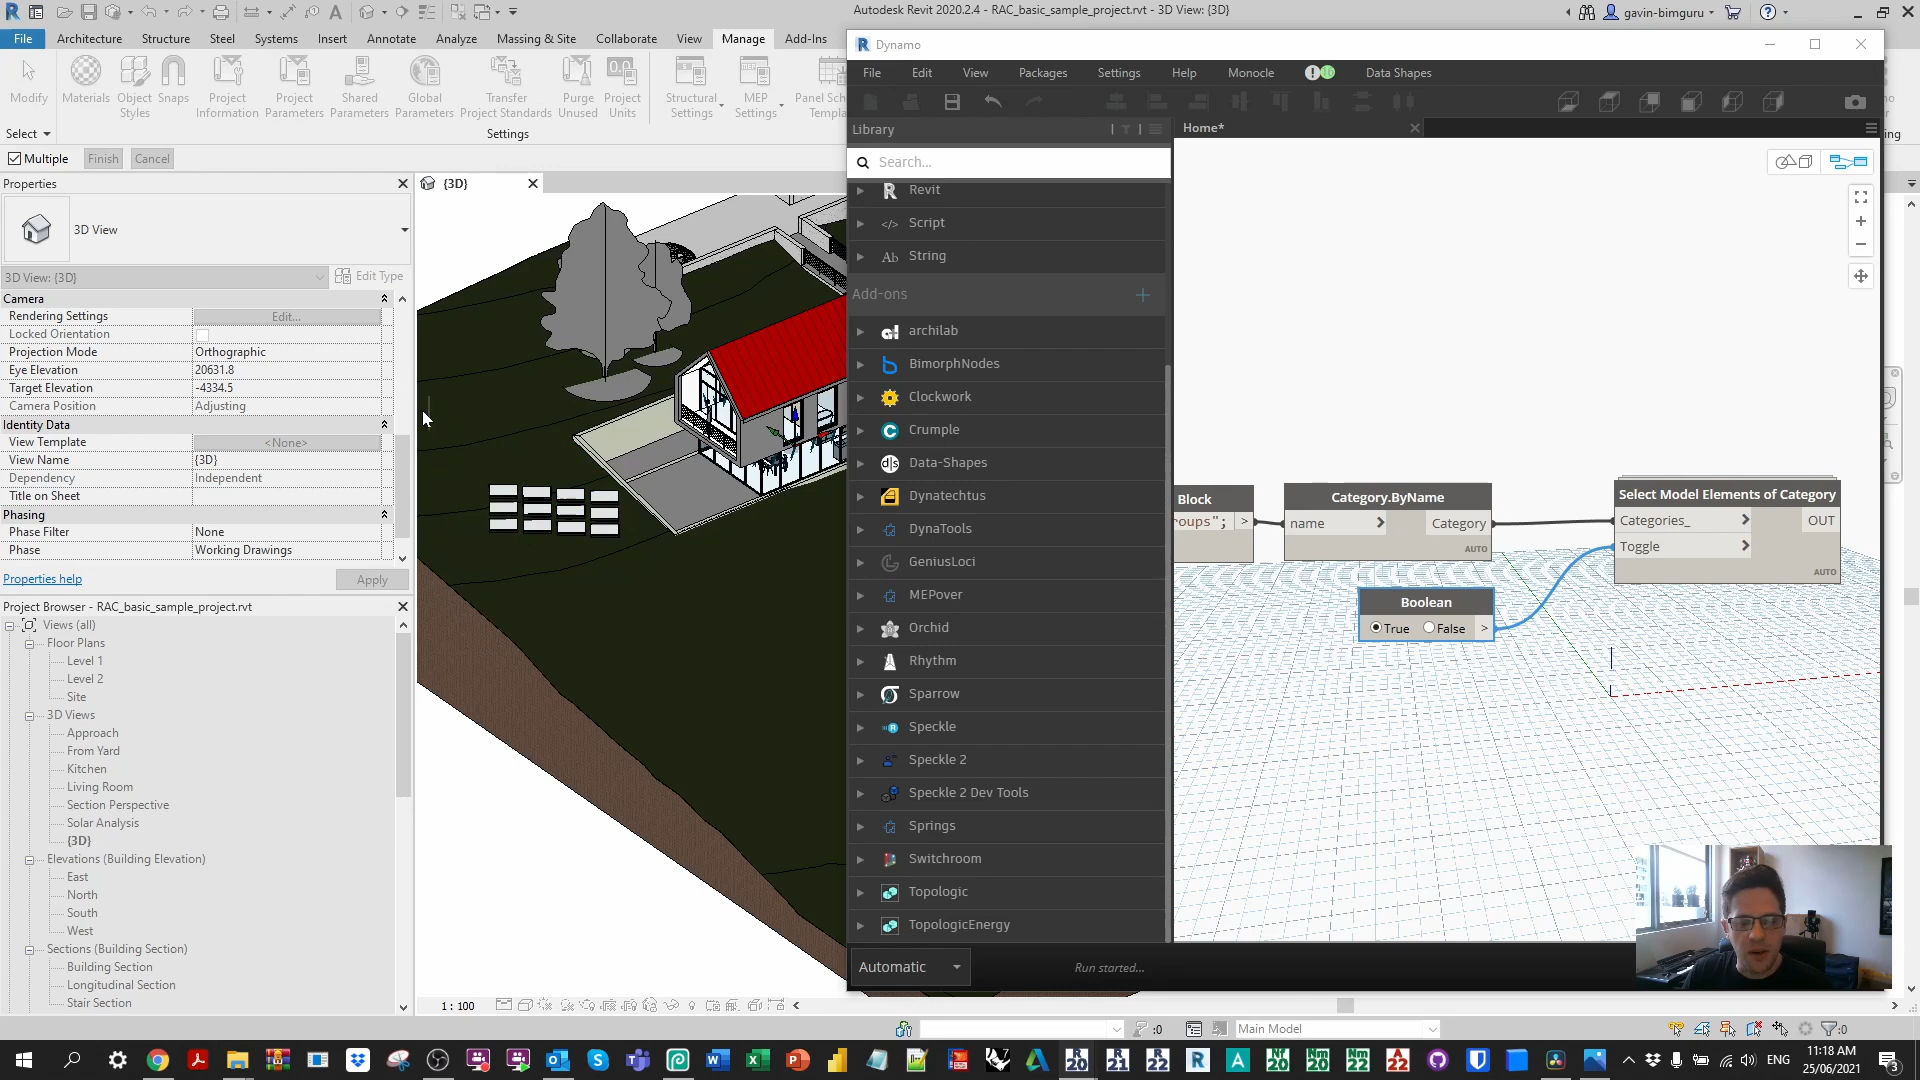 Autodesk Revit 2020.2.4 - RAC_basic_sample_project.rvt - 3D View: {3D}
gavin-bimguru
File Architecture Structure Steel Systems Insert Annotate Analyze Massing & Site Collaborate View Manage Add-Ins
Modify
Materials
Object Styles
Snaps
Project Information
Project Parameters
Shared Parameters
Global Parameters
Transfer Project Standards
Purge Unused
Project Units
Structural Settings
MEP Settings
Panel Sch
Templa
Select
Settings
Multiple Finish Cancel
Properties
{3D}
3D View
3D View: {3D}
Edit Type
Camera
Rendering Settings Edit...
Locked Orientation
Projection Mode Orthographic
Eye Elevation 20631.8
Target Elevation -4334.5
Camera Position Adjusting
Identity Data
View Template <None>
View Name {3D}
Dependency Independent
Title on Sheet
Phasing
Phase Filter None
Phase Working Drawings
Properties help Apply
Project Browser - RAC_basic_sample_project.rvt
Views (all)
Floor Plans
Level 1
Level 2
Site
3D Views
Approach
From Yard
Kitchen
Living Room
Section Perspective
Solar Analysis
{3D}
Elevations (Building Elevation)
East
North
South
West
Sections (Building Section)
Building Section
Longitudinal Section
Stair Section
1 : 100
Dynamo
File Edit View Packages Settings Help Monocle Data Shapes
Library
Home*
Search...
Revit
Script
String
Add-ons
archilab
BimorphNodes
Clockwork
Crumple
Data-Shapes
Dynatechtus
DynaTools
GeniusLoci
MEPover
Orchid
Rhythm
Sparrow
Speckle
Speckle 2
Speckle 2 Dev Tools
Springs
Switchroom
Topologic
TopologicEnergy
Block
roups"; >
Category.ByName
name > Category
AUTO
Select Model Elements of Category
Categories_ > OUT
Toggle >
AUTO
Boolean
True False >
Automatic
Run started...
:0
Main Model
:0
ENG
11:18 AM
25/06/2021